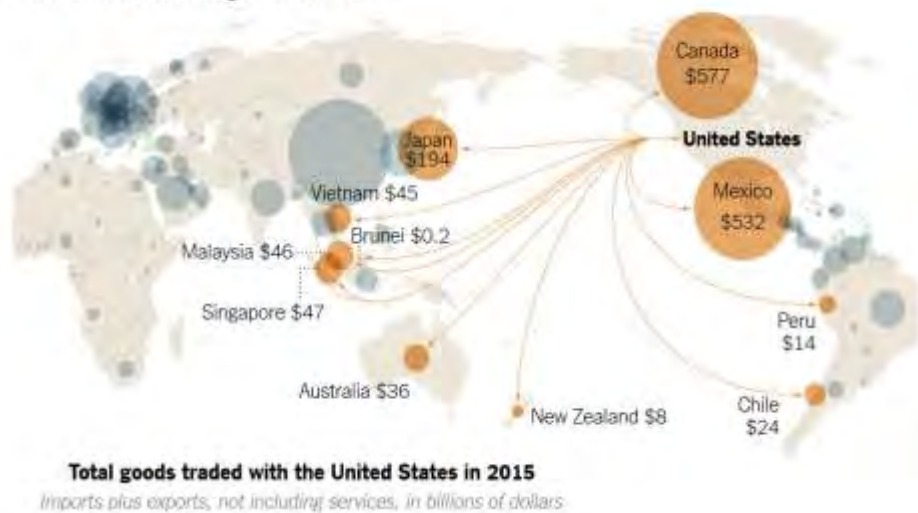 Canada
$577
United States
Japan
$194
Mexico
$532
Vietnam $45
Brunei $0.2
Malaysia $46
Singapore $47
Peru
$14
Australia $36
New Zealand $8
Chile
$24
Total goods traded with the United States in 2015
Imports plus exports, not including services, in billions of dollars